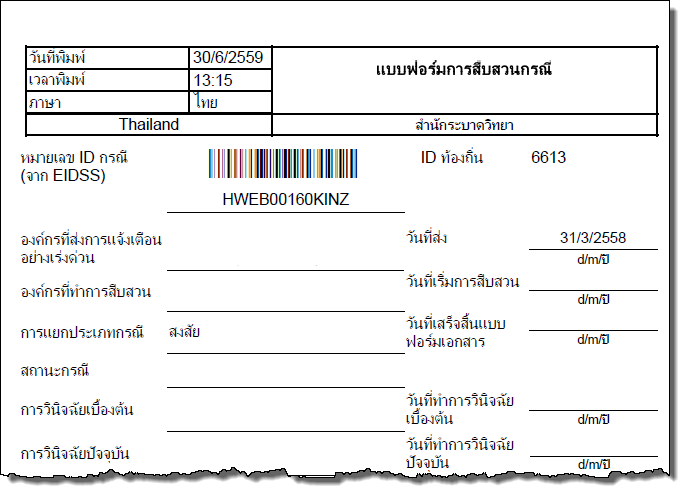 วันที่พิมพ์ 30/6/2559
แบบฟอร์มการสืบสวนกรณี
เวลาพิมพ์ 13:15
ภาษา ไทย
Thailand สำนักระบาดวิทยา
หมายเลข ID กรณี
(จาก EIDSS)
HWEB00160KINZ
ID ท้องถิ่น 6613
องค์กรที่ส่งการแจ้งเตือน
อย่างเร่งด่วน
วันที่ส่ง 31/3/2558
d/m/ปี
องค์กรที่ทำการสืบสวน
วันที่เริ่มการสืบสวน
d/m/ปี
การแยกประเภทกรณี สงสัย
วันที่เสร็จสิ้นแบบ
ฟอร์มเอกสาร
d/m/ปี
สถานะกรณี
การวินิจฉัยเบื้องต้น
วันที่ทำการวินิจฉัย
เบื้องต้น
d/m/ปี
การวินิจฉัยปัจจุบัน
วันที่ทำการวินิจฉัย
ปัจจุบัน
d/m/ปี